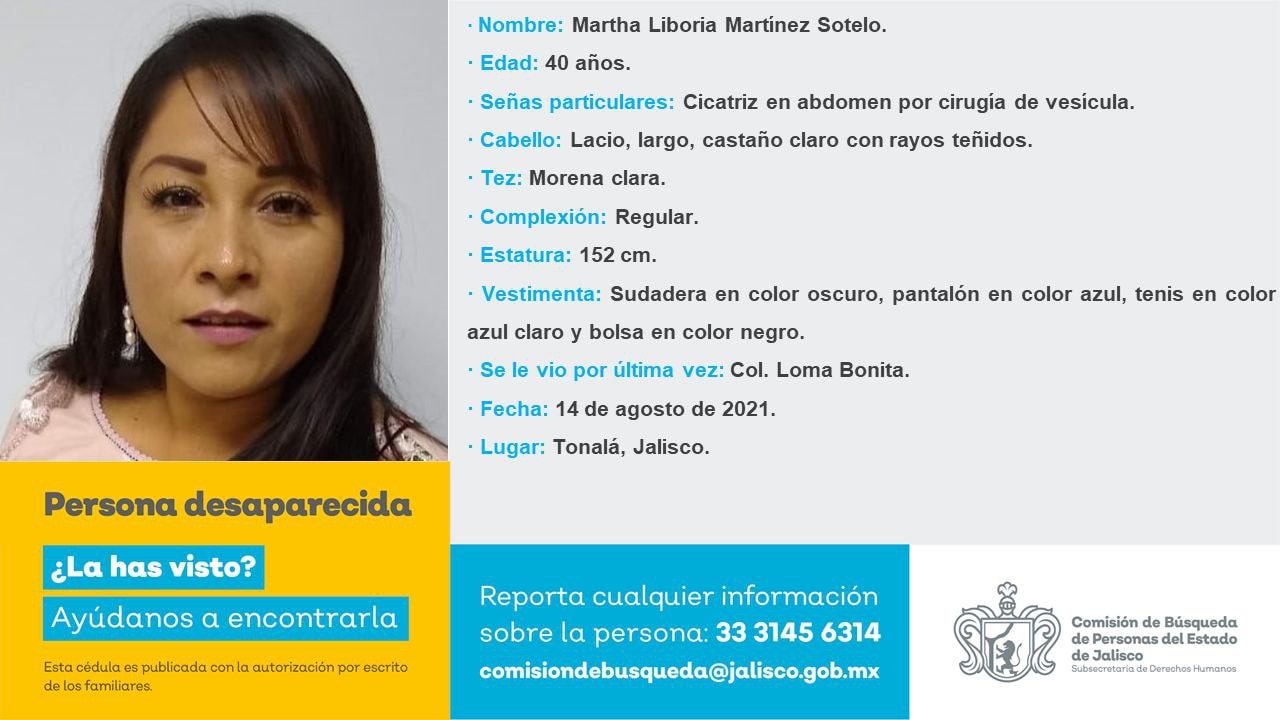 · Nombre: Martha Liboria Martínez Sotelo.
· Edad: 40 años.
· Señas particulares: Cicatriz en abdomen por cirugía de vesícula.
· Cabello: Lacio, largo, castaño claro con rayos teñidos.
· Tez: Morena clara.
· Complexión: Regular.
· Estatura: 152 cm.
· Vestimenta: Sudadera en color oscuro, pantalón en color azul, tenis en color
azul claro y bolsa en color negro.
· Se le vio por última vez: Col. Loma Bonita.
· Fecha: 14 de agosto de 2021.
· Lugar: Tonalá, Jalisco.
Persona desaparecida
¿La has visto?
Ayúdanos a encontrarla
Esta cédula es publicada con la autorización por escrito
de los familiares.
Reporta cualquier información
sobre la persona: 33 3145 6314
comisiondebusqueda@jalisco.gob.mx
Comisión de Búsqueda
de Personas del Estado
de Jalisco
Subsecretaría de Derechos Humanos